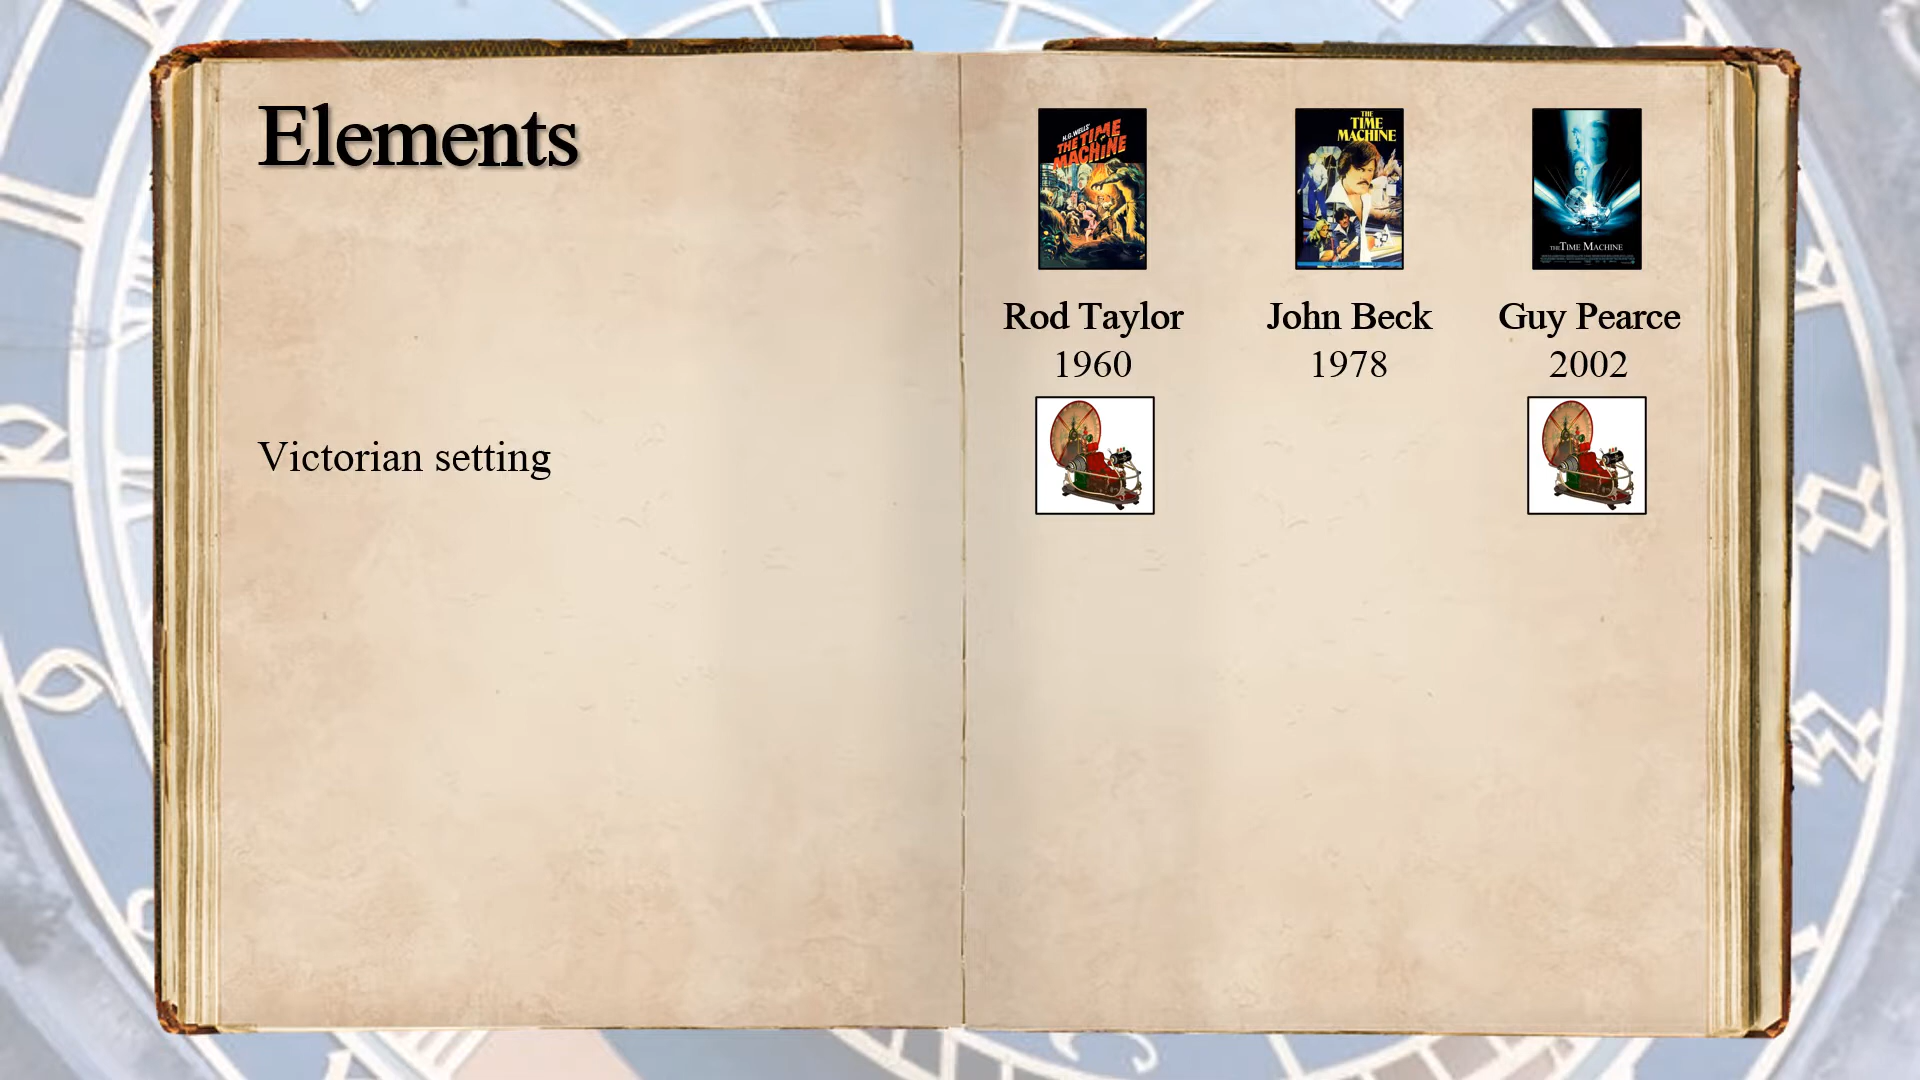 Elements
H.G. WELLS'
THE TIME
MACHINE
THE
TIME
MACHINE
THE TIME MACHINE
Rod Taylor
John Beck
Guy Pearce
1960
1978
2002
Victorian setting